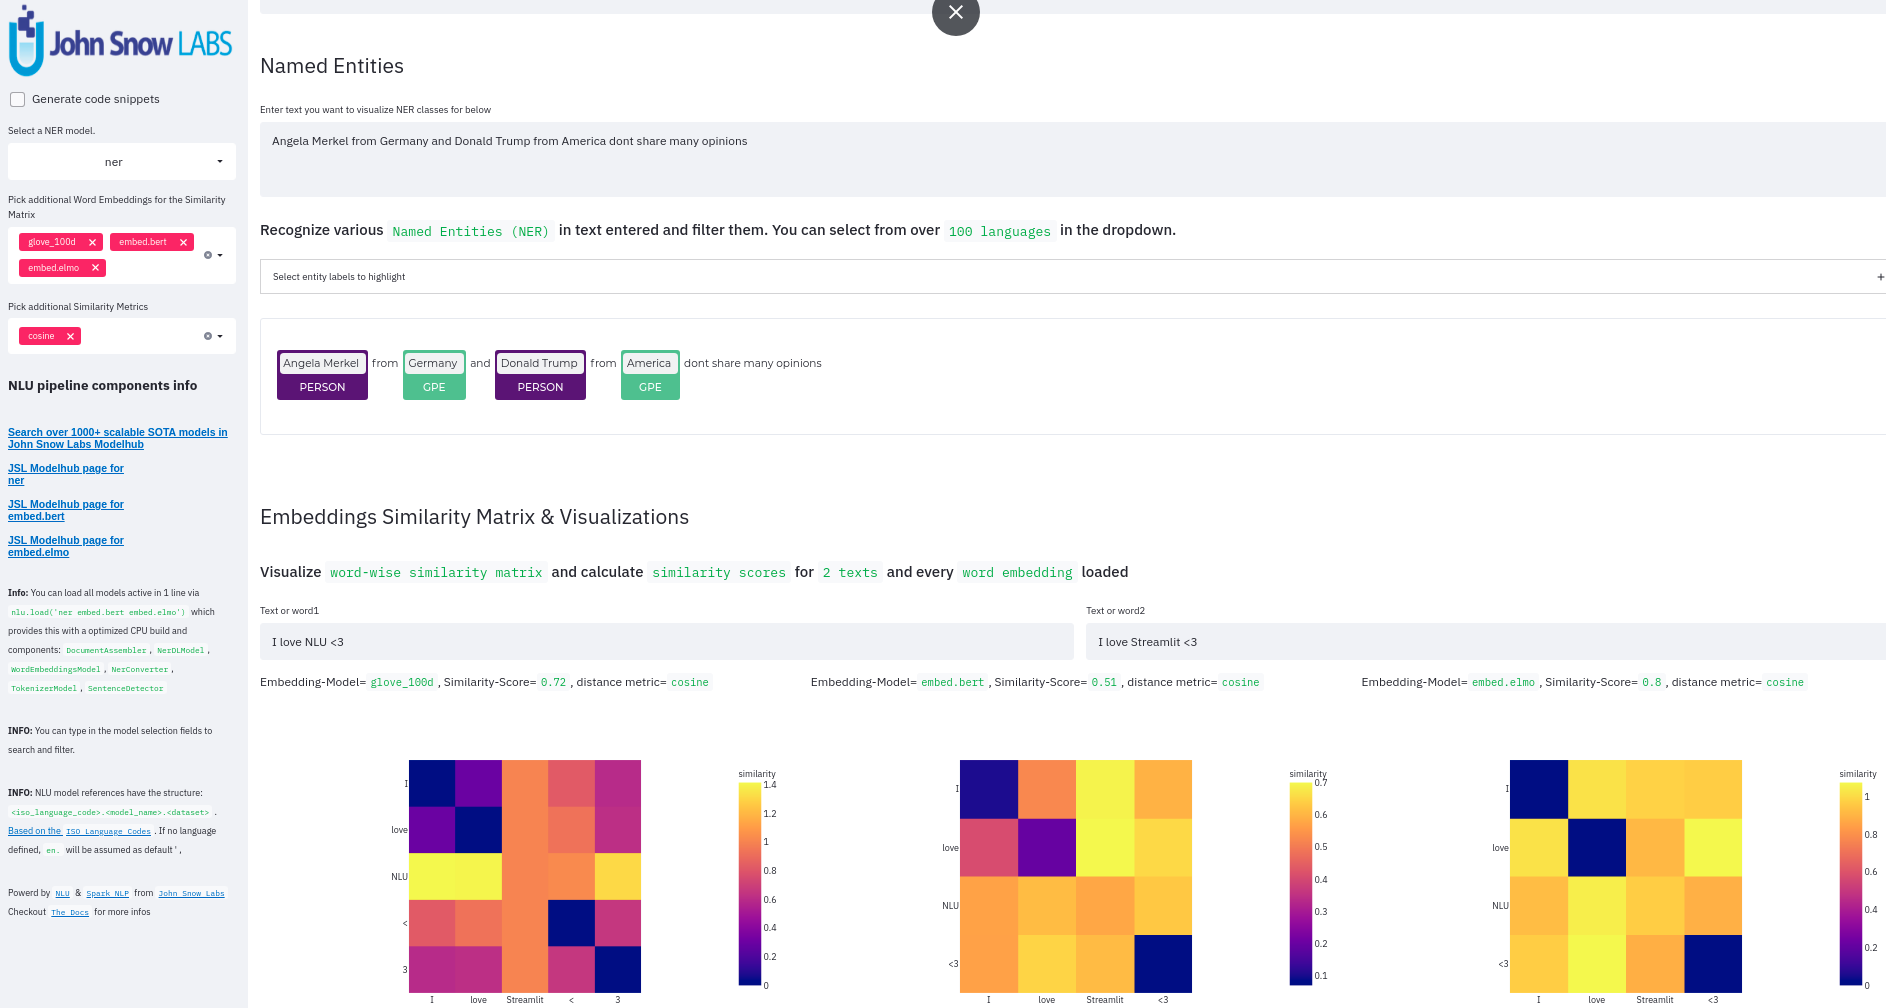 John Snow LABS
Generate code snippets
Select a NER model.
ner
Pick additional Word Embeddings for the Similarity
Matrix
glove_100d
embed.bert
embed.elmo
Pick additional Similarity Metrics
cosine
NLU pipeline components info
Search over 1000+ scalable SOTA models in
John Snow Labs Modelhub
JSL Modelhub page for
ner
JSL Modelhub page for
embed.bert
JSL Modelhub page for
embed.elmo
Info: You can load all models active in 1 line via
nlu.load('ner embed.bert embed.elmo') which
provides this with a optimized CPU build and
components: DocumentAssembler , NerDLModel ,
WordEmbeddingsModel , NerConverter ,
TokenizerModel , SentenceDetector
INFO: You can type in the model selection fields to
search and filter.
INFO: NLU model references have the structure:
<iso_language_code>.<model_name>.<dataset> .
Based on the ISO Language Codes . If no language
defined, en. will be assumed as default ' ,
Powerd by NLU & Spark NLP from John Snow Labs
Checkout The Docs for more infos
Named Entities
Enter text you want to visualize NER classes for below
Angela Merkel from Germany and Donald Trump from America dont share many opinions
Recognize various Named Entities (NER) in text entered and filter them. You can select from over 100 languages in the dropdown.
Select entity labels to highlight +
Angela Merkel from Germany and Donald Trump from America dont share many opinions
PERSON GPE PERSON GPE
Embeddings Similarity Matrix & Visualizations
Visualize word-wise similarity matrix and calculate similarity scores for 2 texts and every word embedding loaded
Text or word1
I love NLU <3
Text or word2
I love Streamlit <3
Embedding-Model= glove_100d , Similarity-Score= 0.72 , distance metric= cosine
I
love
NLU
<
3
I love Streamlit < 3
similarity
1.4
1.2
1
0.8
0.6
0.4
0.2
0
Embedding-Model= embed.bert , Similarity-Score= 0.51 , distance metric= cosine
I
love
NLU
<3
I love Streamlit <3
similarity
0.7
0.6
0.5
0.4
0.3
0.2
0.1
Embedding-Model= embed.elmo , Similarity-Score= 0.8 , distance metric= cosine
I
love
NLU
<3
I love Streamlit <3
similarity
1
0.8
0.6
0.4
0.2
0